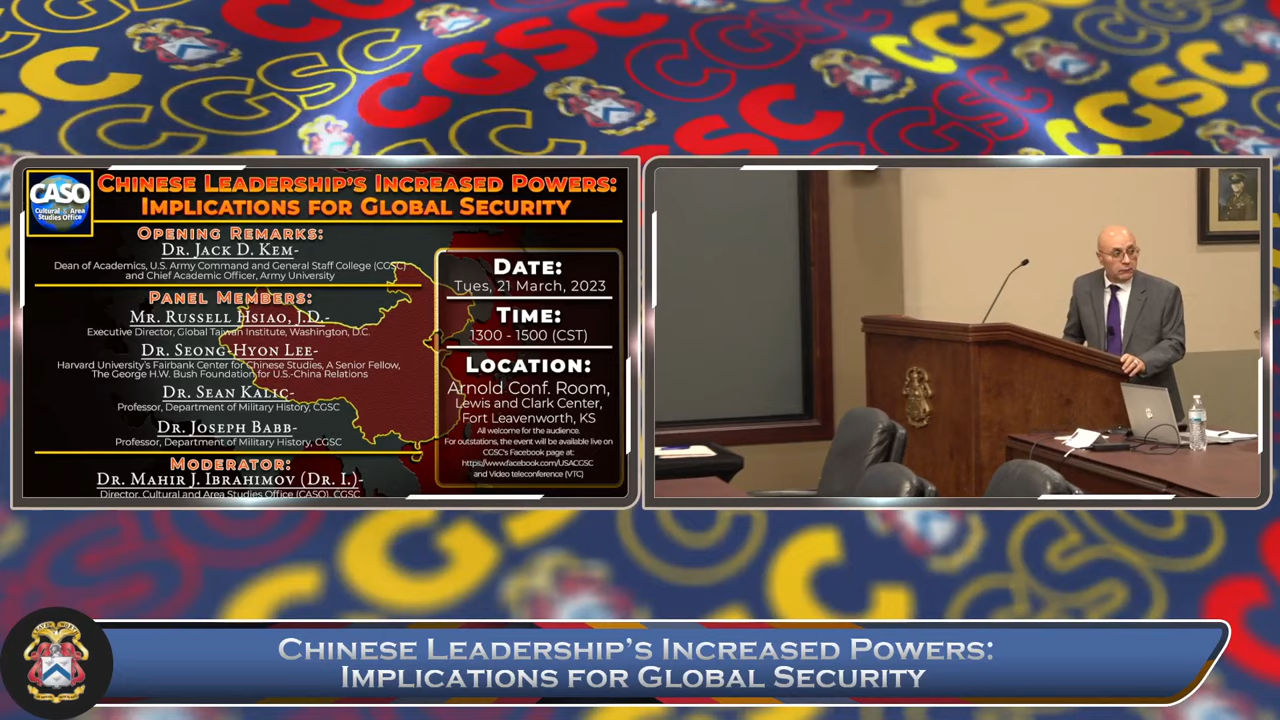 CGSC
CGSC
CGSC
CGSC
CGSC
CASO
Cultural & Area
Studies Office
CHINESE LEADERSHIP'S INCREASED POWERS:
IMPLICATIONS FOR GLOBAL SECURITY
OPENING REMARKS:
DR. JACK D. KEM-
Dean of Academics, U.S. Army Command and General Staff College (CGSC)
and Chief Academic Officer, Army University
PANEL MEMBERS:
MR. RUSSELL HSIAO, J.D.-
Executive Director, Global Taiwan Institute, Washington, D.C.
DR. SEONG-HYON LEE-
Harvard University's Fairbank Center for Chinese Studies, A Senior Fellow,
The George H.W. Bush Foundation for U.S.-China Relations
DR. SEAN KALIC-
Professor, Department of Military History, CGSC
DR. JOSEPH BABB-
Professor, Department of Military History, CGSC
MODERATOR:
DR. MAHIR J. IBRAHIMOV (DR. I.)-
Director, Cultural and Area Studies Office (CASO), CGSC
DATE:
Tues, 21 March, 2023
TIME:
1300 - 1500 (CST)
LOCATION:
Arnold Conf. Room,
Lewis and Clark Center,
Fort Leavenworth, KS
All welcome for the audience.
For outstations, the event will be available live on
CGSC's Facebook page at:
https://www.facebook.com/USACGSC
and Video teleconference (VTC)
CHINESE LEADERSHIP'S INCREASED POWERS:
IMPLICATIONS FOR GLOBAL SECURITY